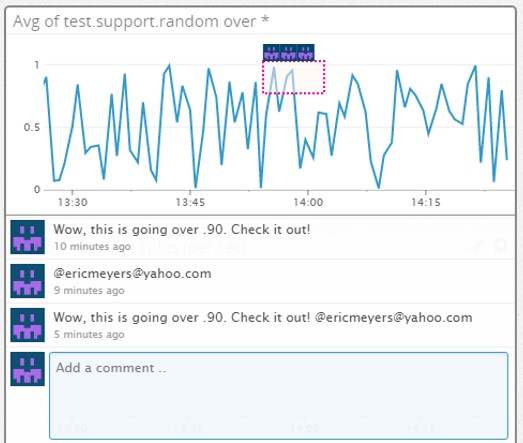 Avg of test.support.random over *
1
0.5
0
13:30 13:45 14:00 14:15
Wow, this is going over .90. Check it out!
10 minutes ago
@ericmeyers@yahoo.com
9 minutes ago
Wow, this is going over .90. Check it out! @ericmeyers@yahoo.com
5 minutes ago
Add a comment ..